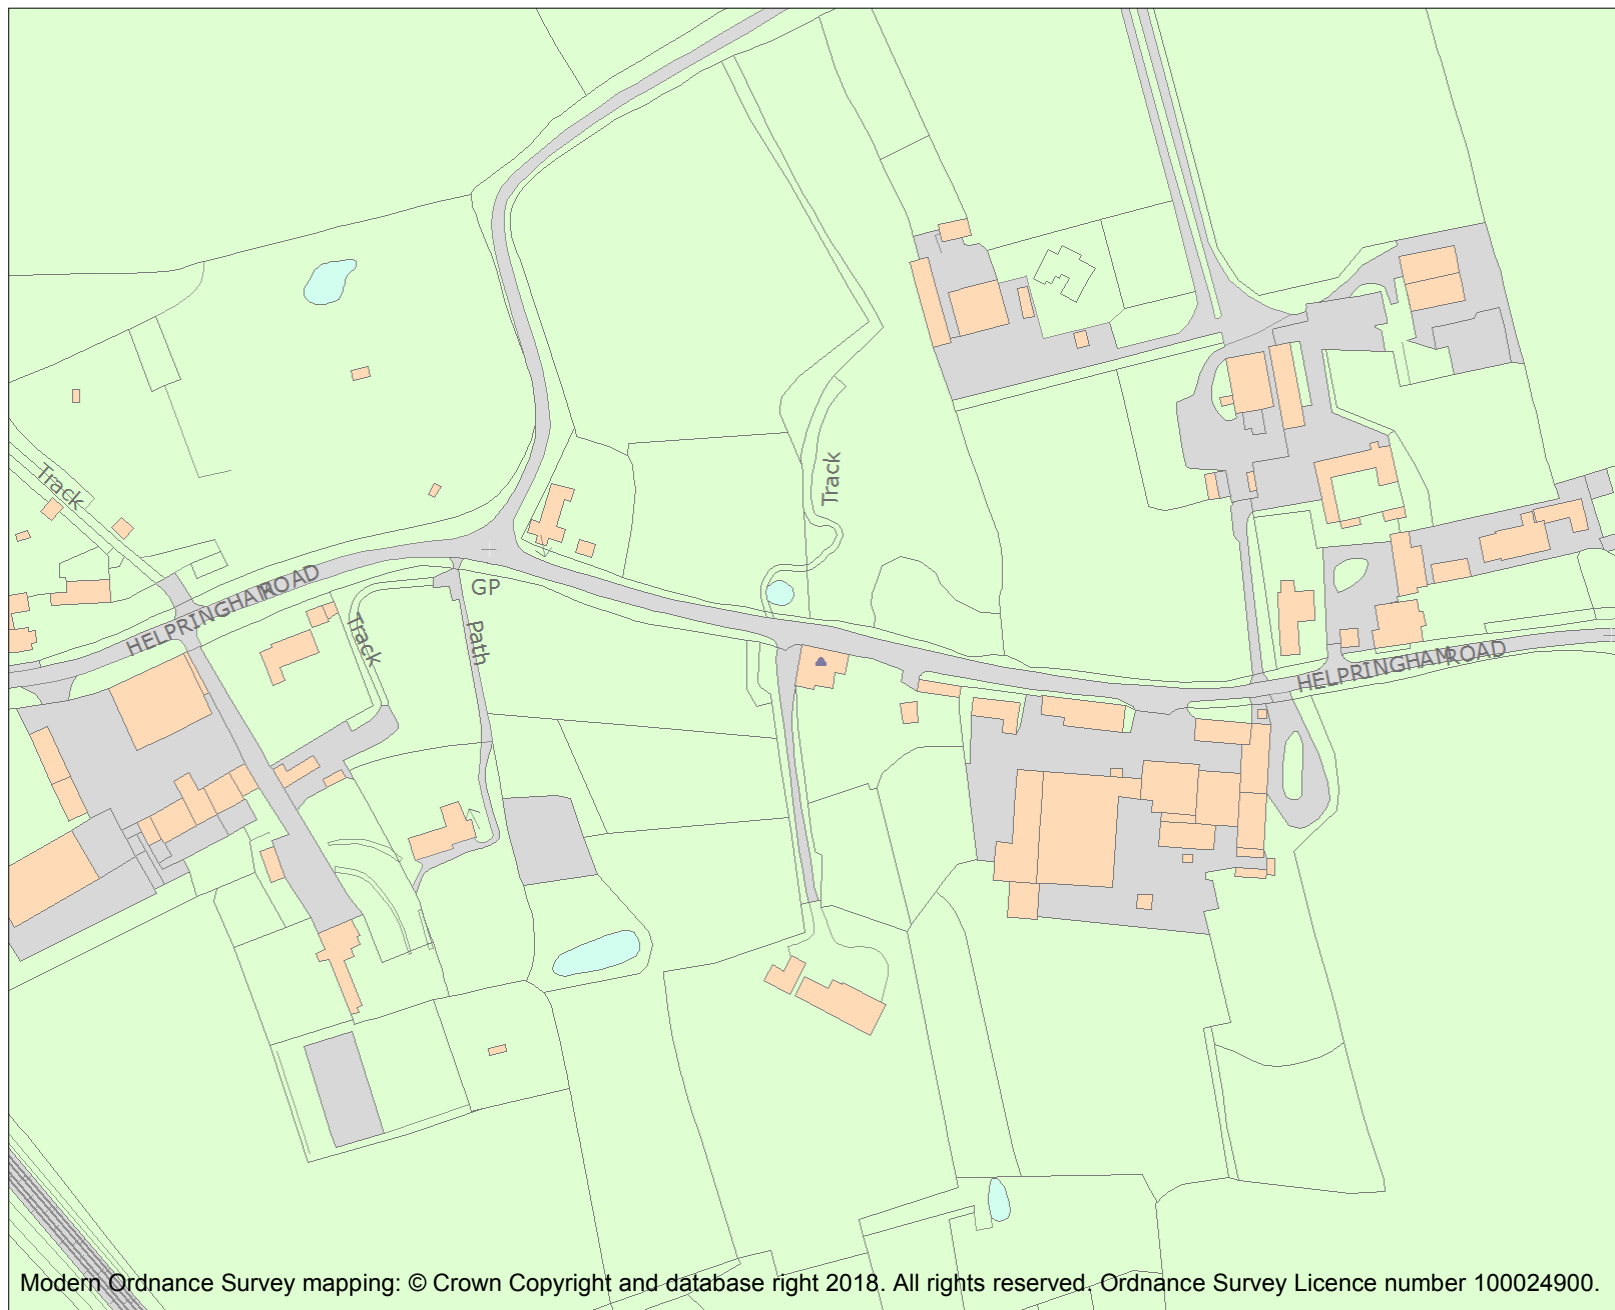 Track
Track
HELPRINGHAM ROAD
GP
Track
Path
HELPRINGHAM ROAD
Modern Ordnance Survey mapping: © Crown Copyright and database right 2018. All rights reserved. Ordnance Survey Licence number 100024900.